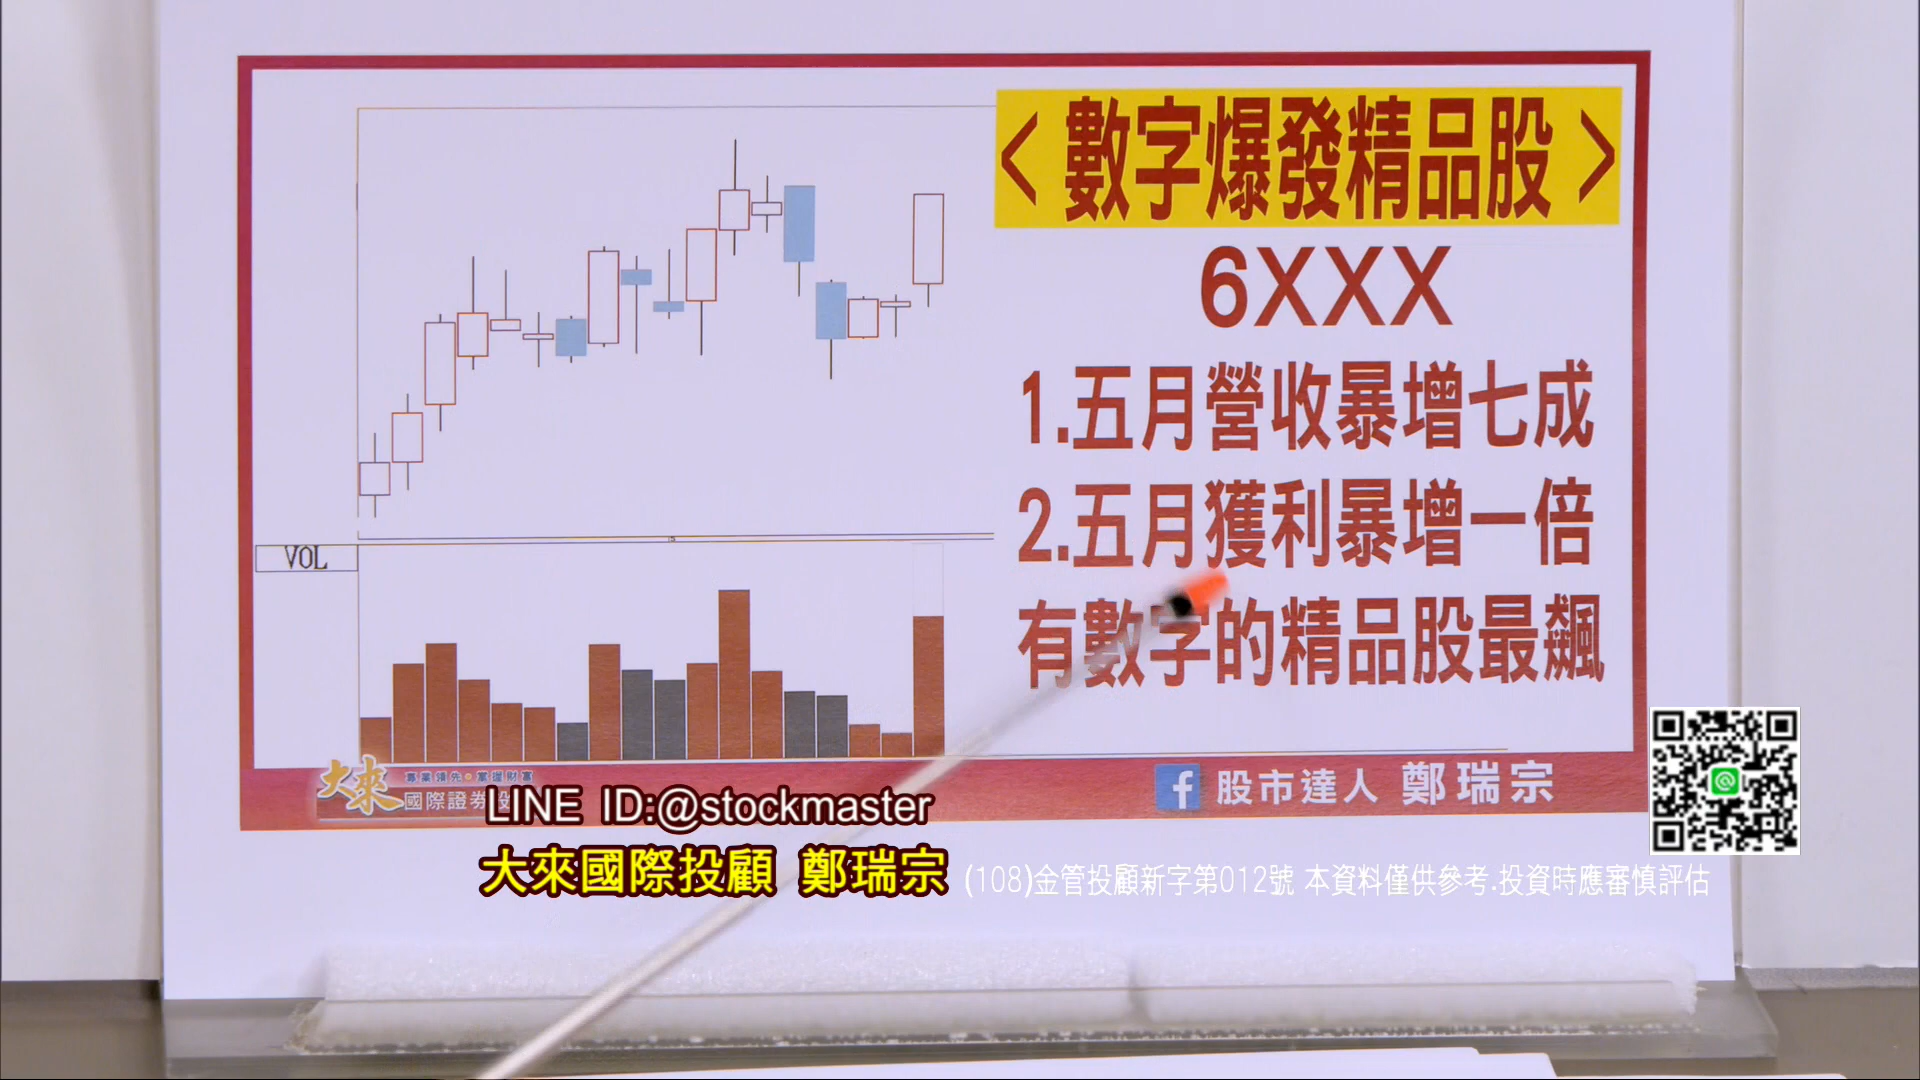 <數字爆發精品股>
6XXX
1.五月營收暴增七成
2.五月獲利暴增一倍
有數字的精品股最飆
VOL
大來 專業領先·掌握財富
國際證券投
股市達人 鄭瑞宗
LINE ID:@stockmaster
大來國際投顧 鄭瑞宗
(108)金管投顧新字第012號 本資料僅供參考.投資時應審慎評估